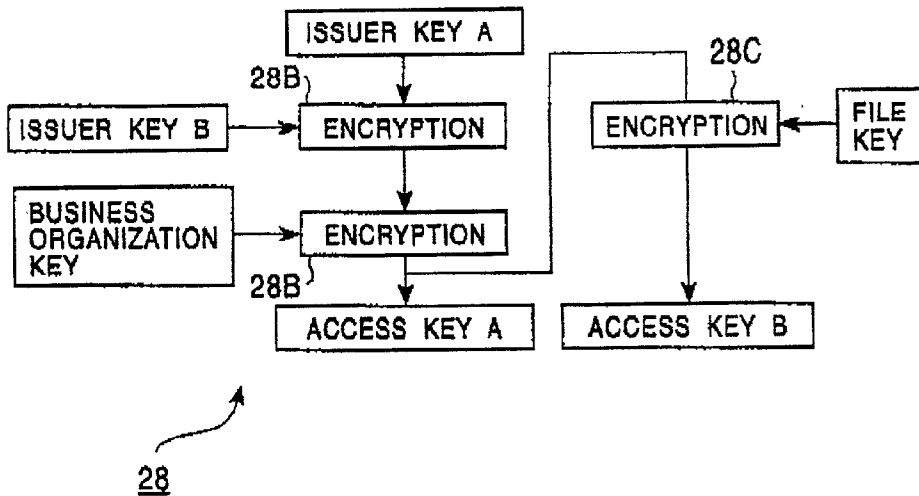 ISSUER KEY A
28B
28C
ISSUER KEY B
ENCRYPTION
ENCRYPTION
FILE
KEY
BUSINESS
ORGANIZATION
KEY
ENCRYPTION
28B
ACCESS KEY A
ACCESS KEY B
28